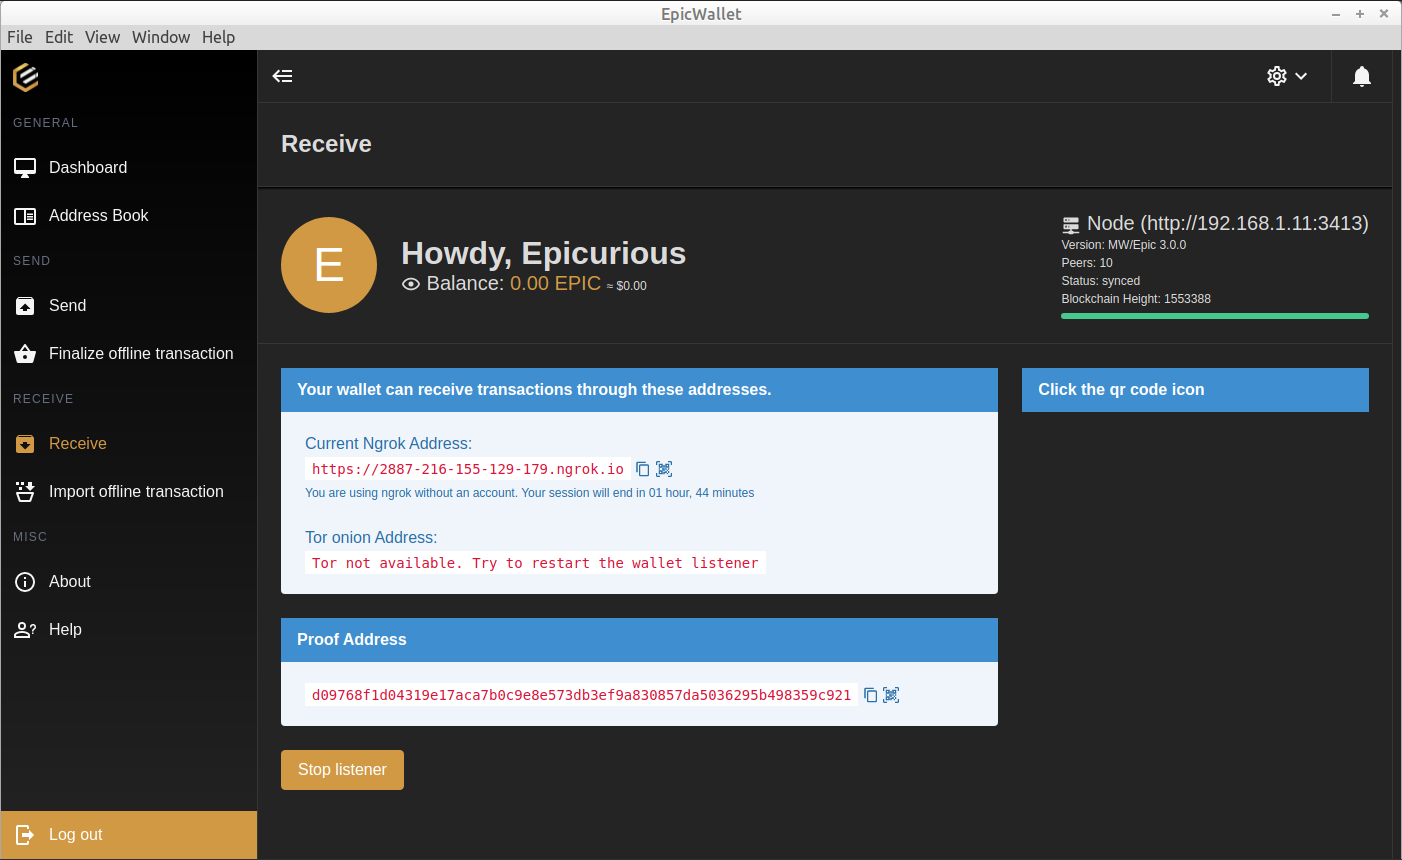 EpicWallet
File Edit View Window Help
GENERAL
Dashboard
Address Book
SEND
Send
Finalize offline transaction
RECEIVE
Receive
Import offline transaction
MISC
About
Help
Log out
Receive
E
Howdy, Epicurious
Balance: 0.00 EPIC ≈ $0.00
Node (http://192.168.1.11:3413)
Version: MW/Epic 3.0.0
Peers: 10
Status: synced
Blockchain Height: 1553388
Your wallet can receive transactions through these addresses.
Current Ngrok Address:
https://2887-216-155-129-179.ngrok.io
You are using ngrok without an account. Your session will end in 01 hour, 44 minutes
Tor onion Address:
Tor not available. Try to restart the wallet listener
Click the qr code icon
Proof Address
d09768f1d04319e17aca7b0c9e8e573db3ef9a830857da5036295b498359c921
Stop listener